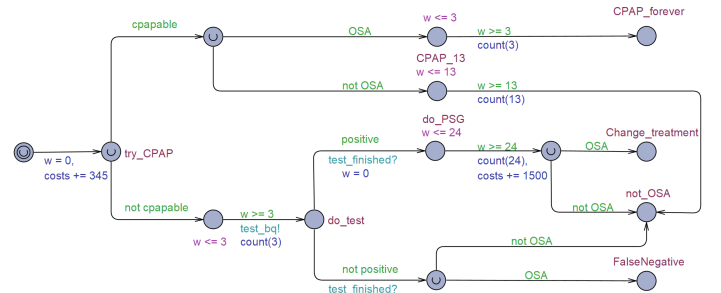 CPAP_forever
w <= 3
cpapable
OSA
w >= 3
C
count(3)
CPAP_13
w <= 13
not OSA
w >= 13
count(13)
do_PSG
w <= 24
positive
w >= 24
Change_treatment
OSA
C
C
try_CPAP
C
w = 0,
test_finished?
count(24),
costs += 345
w = 0
costs += 1500
not_OSA
not cpapable
w >= 3
do_test
not OSA
w <= 3
test_bq!
count(3)
not OSA
FalseNegative
not positive
C
OSA
test_finished?